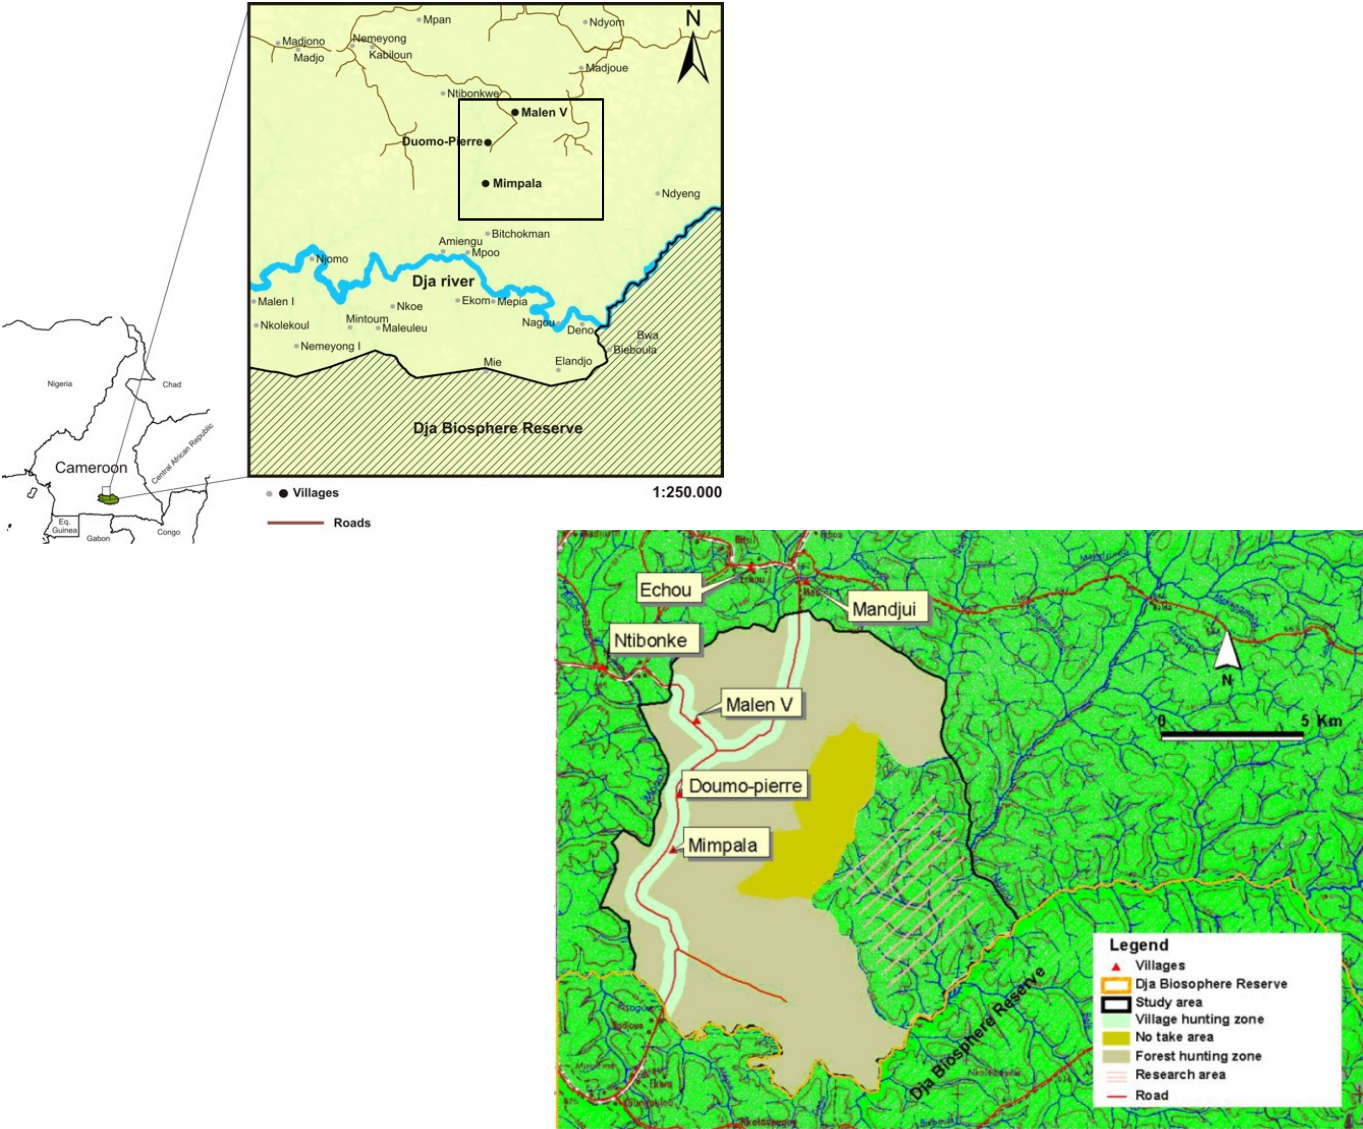 Mpan
Ndyom
N
Madjono
Nemeyong
Madjo
Kabiloun
Madjoue
Ntibonkwe
Malen V
Duomo-Pierre
Mimpala
Ndyeng
Bitchokman
Amiengu
Mpoo
Njomo
Dja river
Malen I
Nkoe
Ekom
Mepia
Nkolekoul
Mintoum
Maleuleu
Nagou
Deno
Bwa
Nemeyong I
Bieboula
Mie
Elandjo
Dja Biosphere Reserve
Nigeria
Chad
Central African Republic
Cameroon
Eq.
Guinea
Gabon
Congo
Villages
1:250.000
Roads
Echou
Mandjui
Ntibonke
N
Malen V
0 5 Km
Doumo-pierre
Mimpala
Dja Biosphere Reserve
Legend
Villages
Dja Biosphere Reserve
Study area
Village hunting zone
No take area
Forest hunting zone
Research area
Road